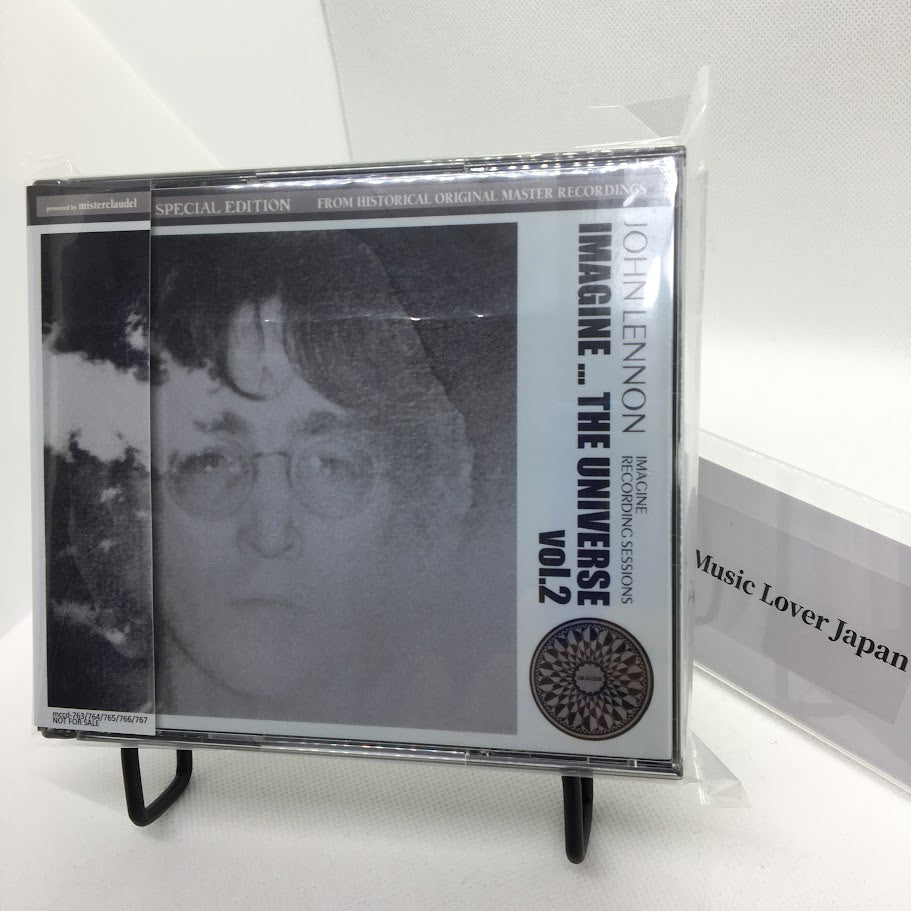 presented by misterclaudel
SPECIAL EDITION
FROM HISTORICAL ORIGINAL MASTER RECORDINGS
JOHN LENNON
IMAGINE
RECORDING SESSIONS
IMAGINE ... THE UNIVERSE
vol.2
IMAGINE
mccd-763/764/765/766/767
NOT FOR SALE
Music Lover Japan